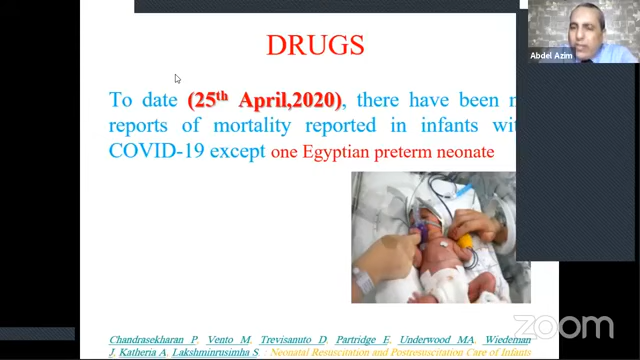 DRUGS
Abdel Azim
To date (25th April,2020), there have been
reports of mortality reported in infants
COVID-19 except one Egyptian preterm neonate
zoom
Chandrasekharan P. Vento M. Trevisanuto D. Partridge E. Underwood MA. Wiedeman
J. Katheria A. Lakshminrusimha S. : Neonatal Resuscitation and Postresuscitation Care of Infants